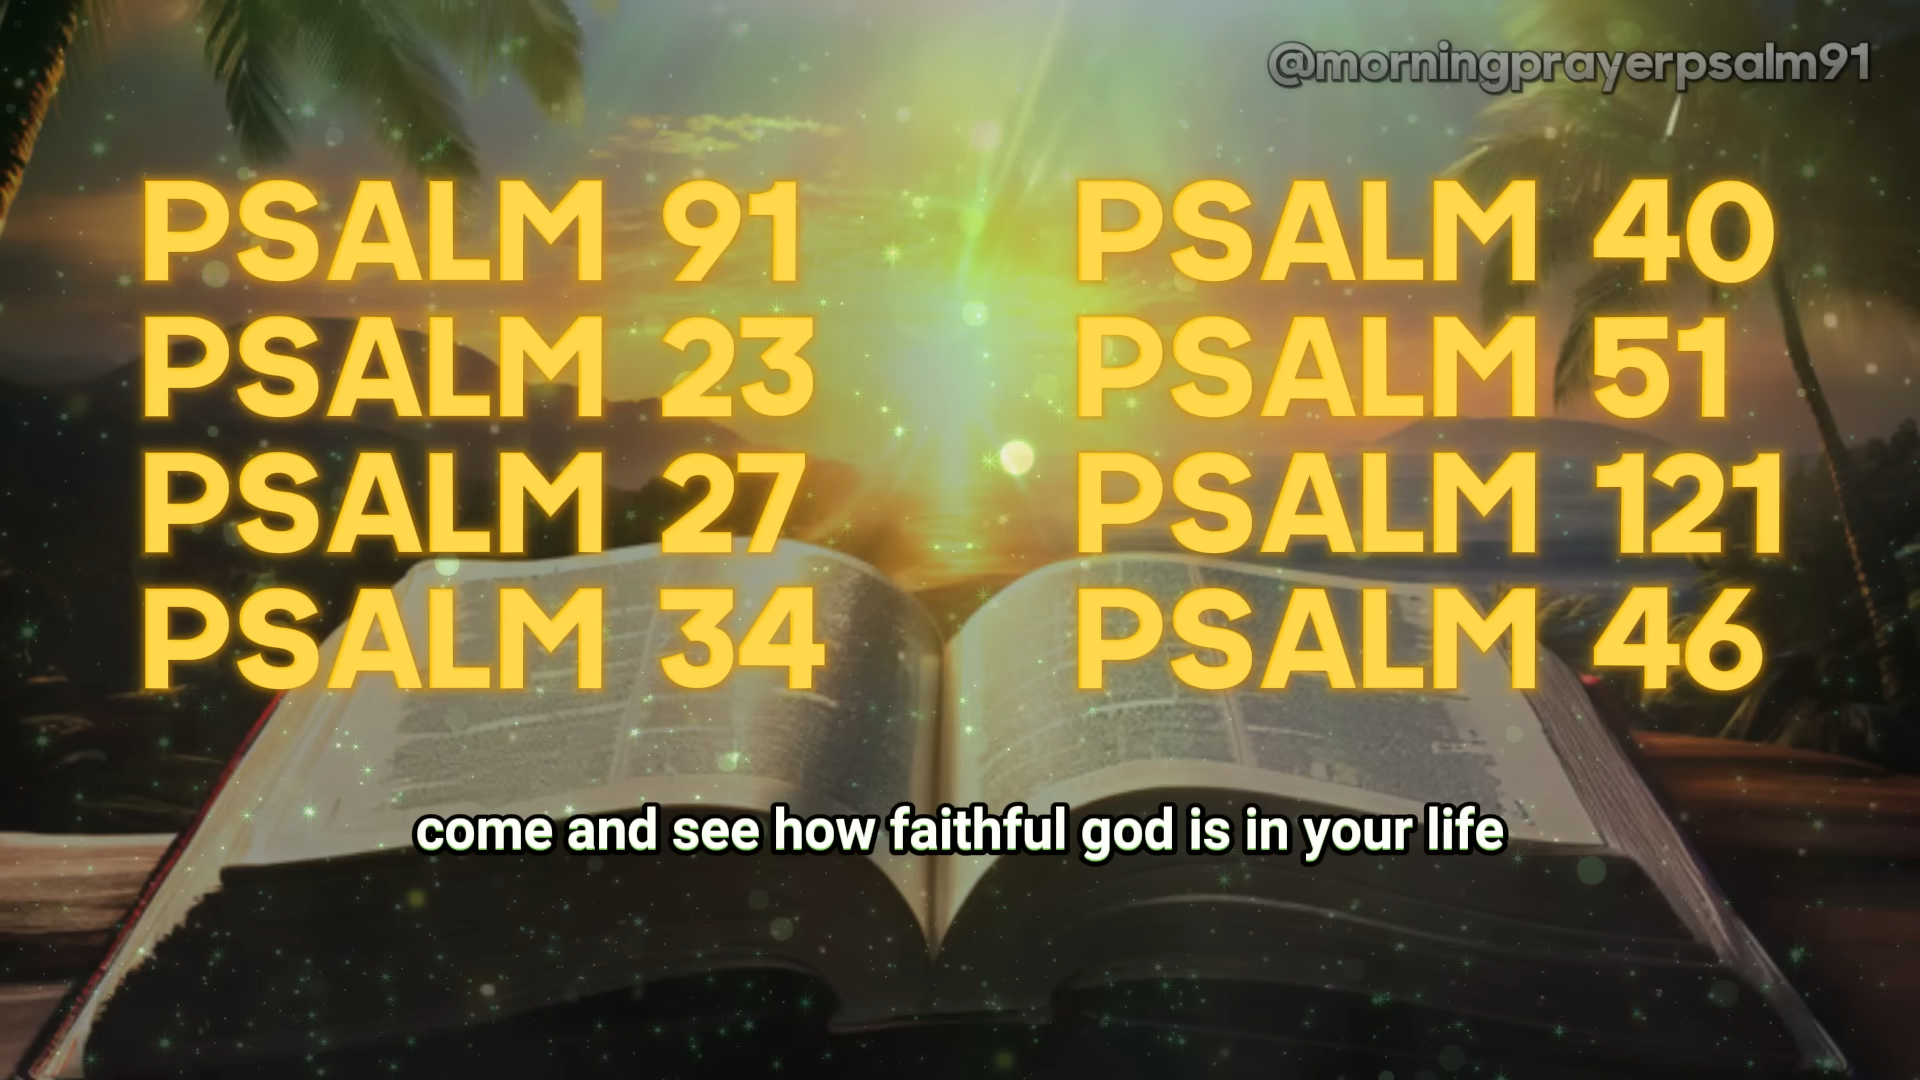 @morningprayerpsalm91
PSALM 91
PSALM 23
PSALM 27
PSALM 34
PSALM 40
PSALM 51
PSALM 121
PSALM 46
come and see how faithful god is in your life